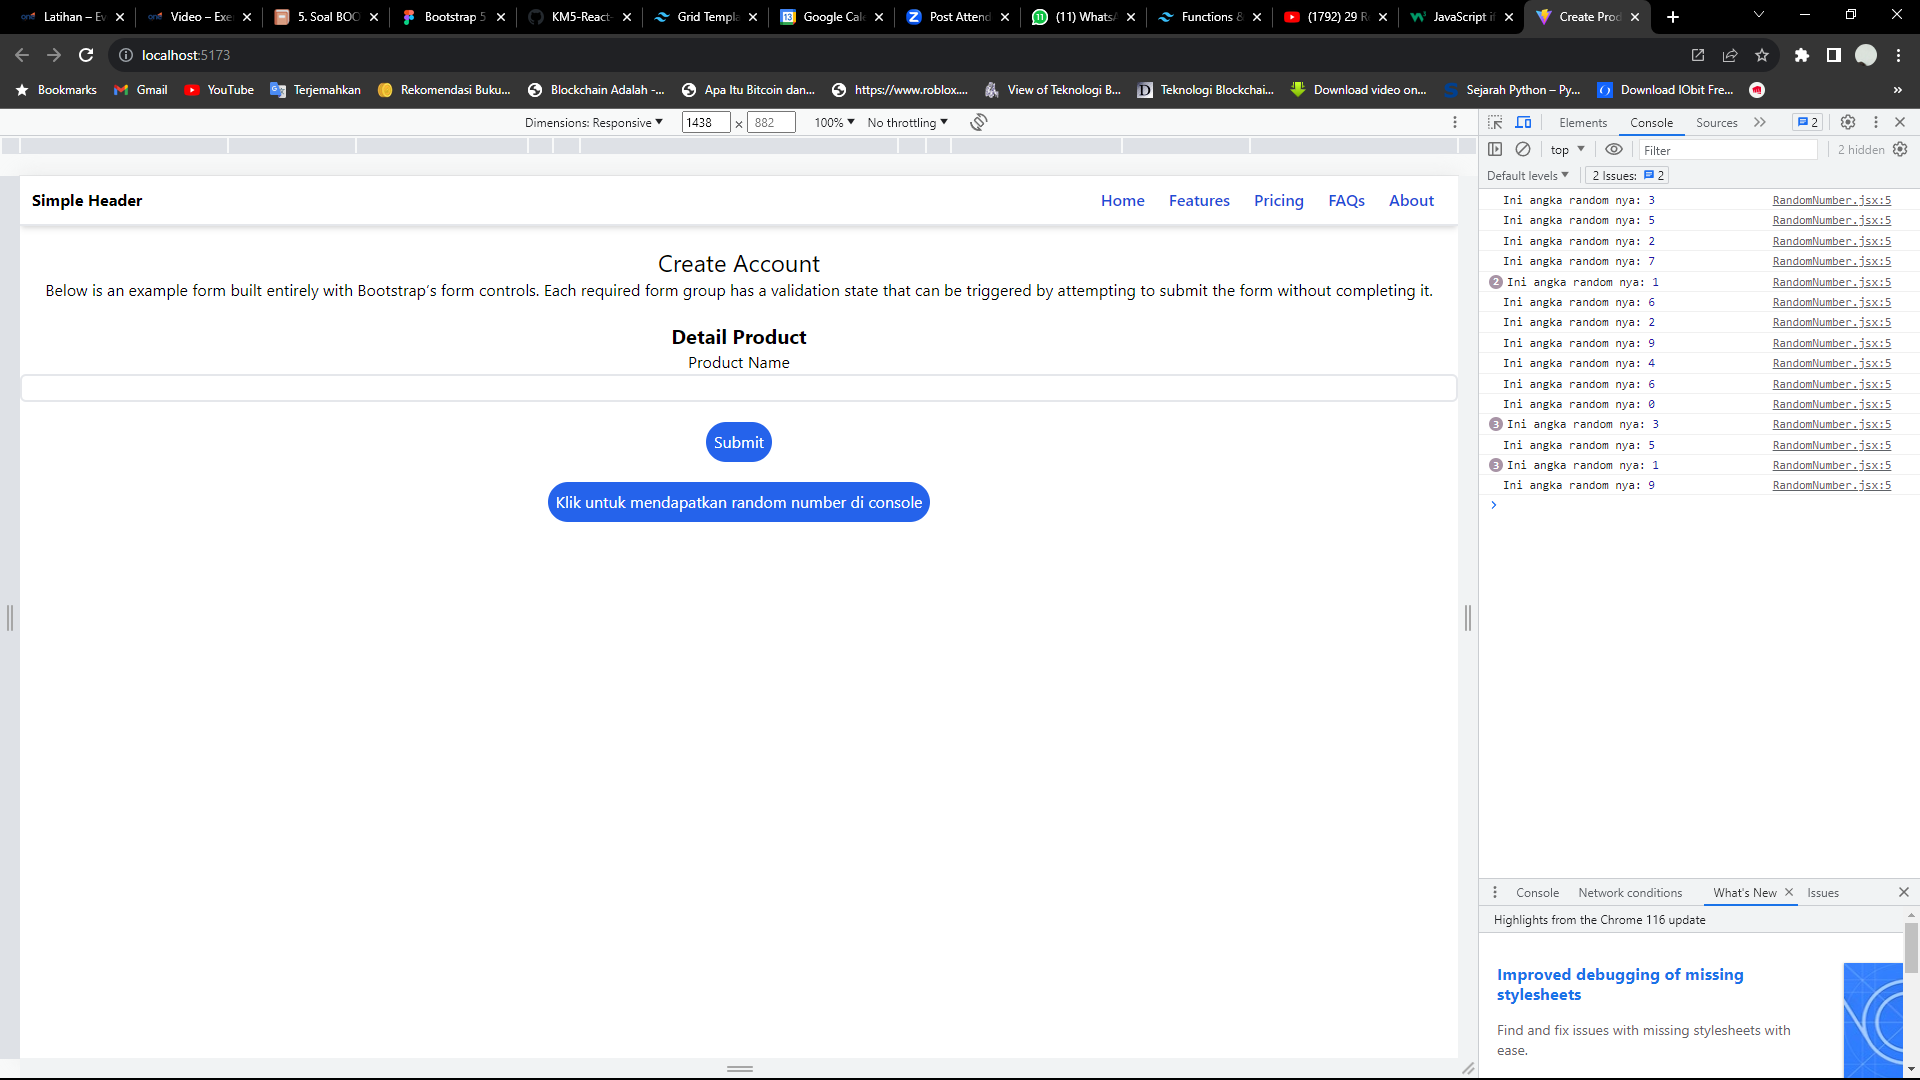 Latihan – Ev
Video – Exer
5. Soal BOO
Bootstrap 5
KM5-React-
Grid Templa
Google Cale
Post Attend
(11) WhatsA
Functions &
(1792) 29 R
JavaScript if
Create Prod
localhost:5173
Bookmarks
Gmail
YouTube
Terjemahkan
Rekomendasi Buku...
Blockchain Adalah -...
Apa Itu Bitcoin dan...
https://www.roblox....
View of Teknologi B...
Teknologi Blockchai...
Download video on...
Sejarah Python – Py...
Download IObit Fre...
»
Dimensions: Responsive
1438 × 882
100%
No throttling
Simple Header
Home
Features
Pricing
FAQs
About
Create Account
Below is an example form built entirely with Bootstrap's form controls. Each required form group has a validation state that can be triggered by attempting to submit the form without completing it.
Detail Product
Product Name
Submit
Klik untuk mendapatkan random number di console
Elements
Console
Sources
2
top
Filter
2 hidden
Default levels
2 Issues: 2
Ini angka random nya: 3 RandomNumber.jsx:5
Ini angka random nya: 5 RandomNumber.jsx:5
Ini angka random nya: 2 RandomNumber.jsx:5
Ini angka random nya: 7 RandomNumber.jsx:5
2 Ini angka random nya: 1 RandomNumber.jsx:5
Ini angka random nya: 6 RandomNumber.jsx:5
Ini angka random nya: 2 RandomNumber.jsx:5
Ini angka random nya: 9 RandomNumber.jsx:5
Ini angka random nya: 4 RandomNumber.jsx:5
Ini angka random nya: 6 RandomNumber.jsx:5
Ini angka random nya: 0 RandomNumber.jsx:5
3 Ini angka random nya: 3 RandomNumber.jsx:5
Ini angka random nya: 5 RandomNumber.jsx:5
3 Ini angka random nya: 1 RandomNumber.jsx:5
Ini angka random nya: 9 RandomNumber.jsx:5
Console
Network conditions
What's New
Issues
Highlights from the Chrome 116 update
Improved debugging of missing
stylesheets
Find and fix issues with missing stylesheets with
ease.